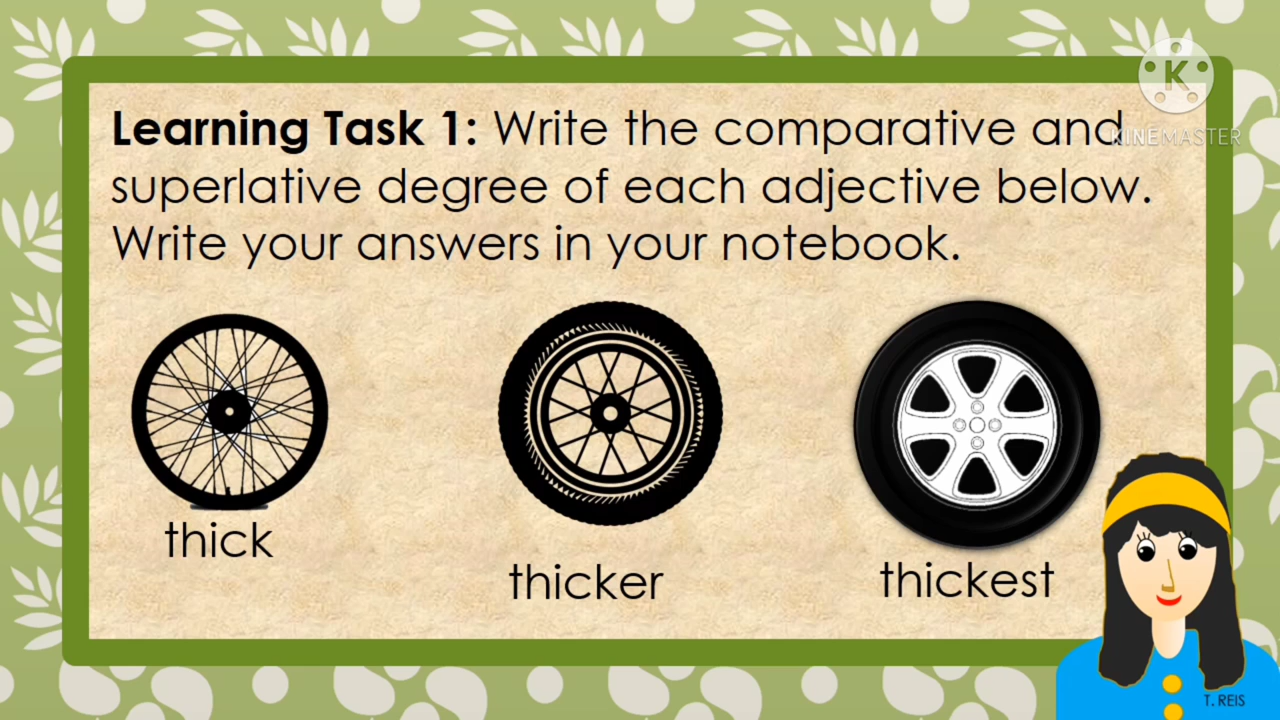 Learning Task 1: Write the comparative and
superlative degree of each adjective below.
Write your answers in your notebook.
K
KINEMASTER
thick
thicker
thickest
T. REIS